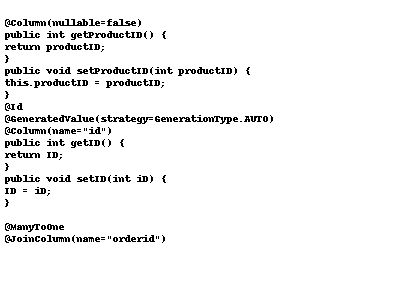 @Column(nullable=false)
public int getProductID() {
return productID;
}
public void setProductID(int productID) {
this.productID = productID;
}
@Id
@GeneratedValue(strategy=GenerationType.AUTO)
@Column(name="id")
public int getID() {
return ID;
}
public void setID(int iD) {
ID = iD;
}
@ManyToOne
@JoinColumn(name="orderid")